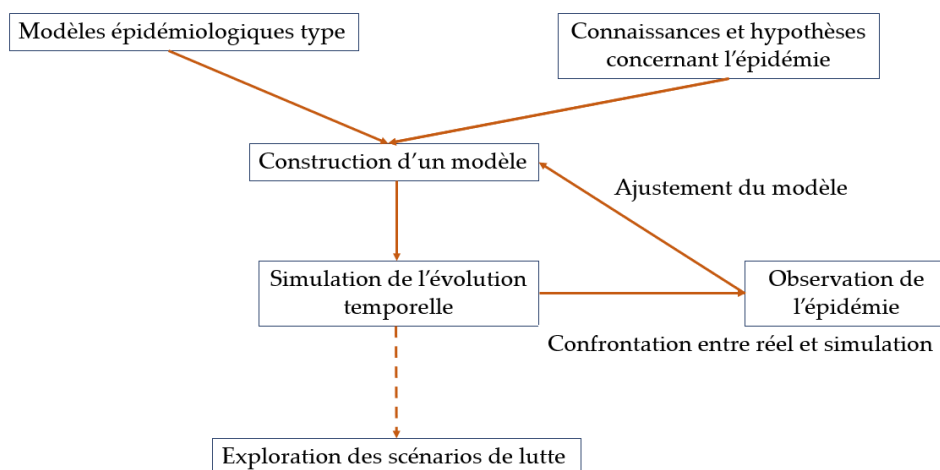 Modèles épidémiologiques type
Connaissances et hypothèses
concernant l'épidémie
Construction d'un modèle
Ajustement du modèle
Simulation de l'évolution
temporelle
Observation de
l'épidémie
Confrontation entre réel et simulation
Exploration des scénarios de lutte